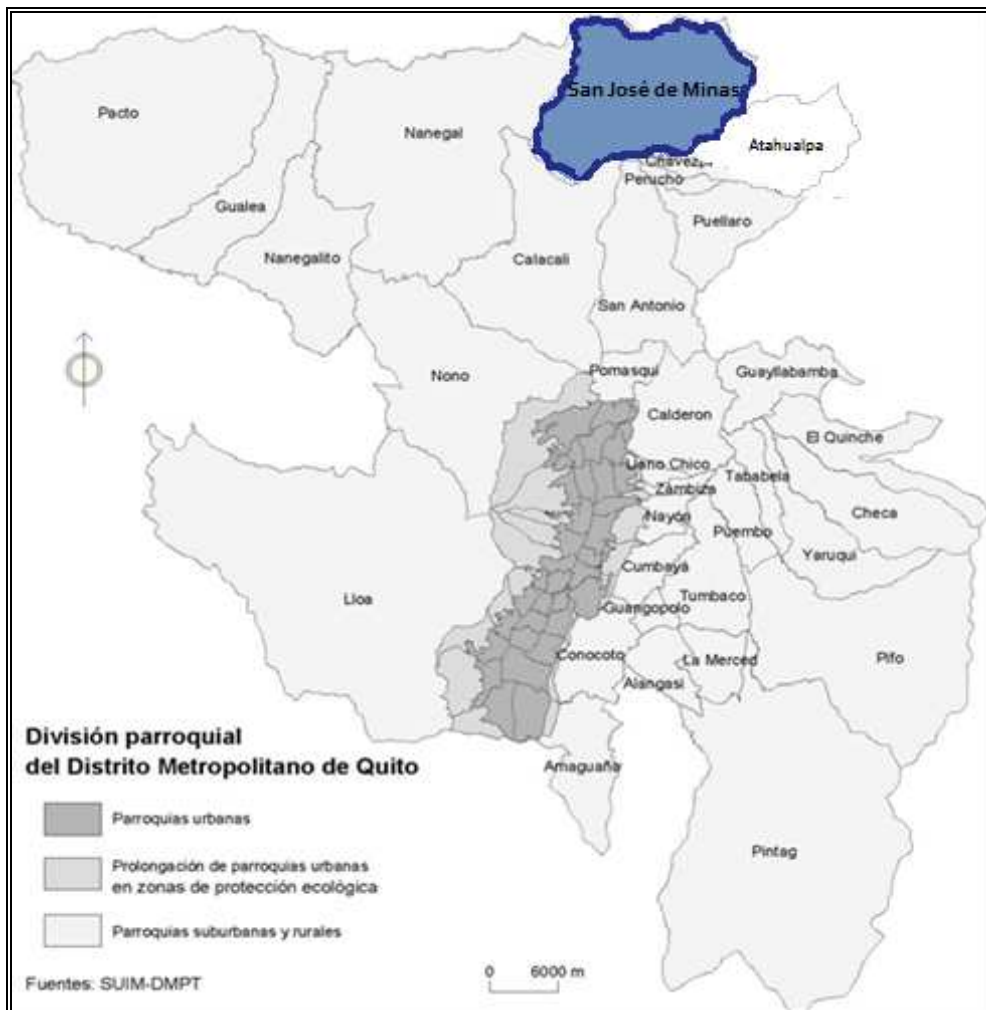 San José de Minas
Pacto
Nanegal
Atahualpa
Chavez
Perucho
Gualea
Puellaro
Nanegalito
Calacali
San Antonio
Pomasqui
Guayllabamba
Nono
Calderon
El Quinche
Llano Chico
Tababela
Zámbiza
Checa
Nayón
Puembo
Yaruqui
Cumbayá
Lloa
Tumbaco
Guangopolo
Conocoto
La Merced
Pifo
Alangasi
División parroquial
del Distrito Metropolitano de Quito
Amaguaña
Parroquias urbanas
Pintag
Prolongación de parroquias urbanas
en zonas de protección ecológica
Parroquias suburbanas y rurales
Fuentes: SUIM-DMPT
0 6000 m